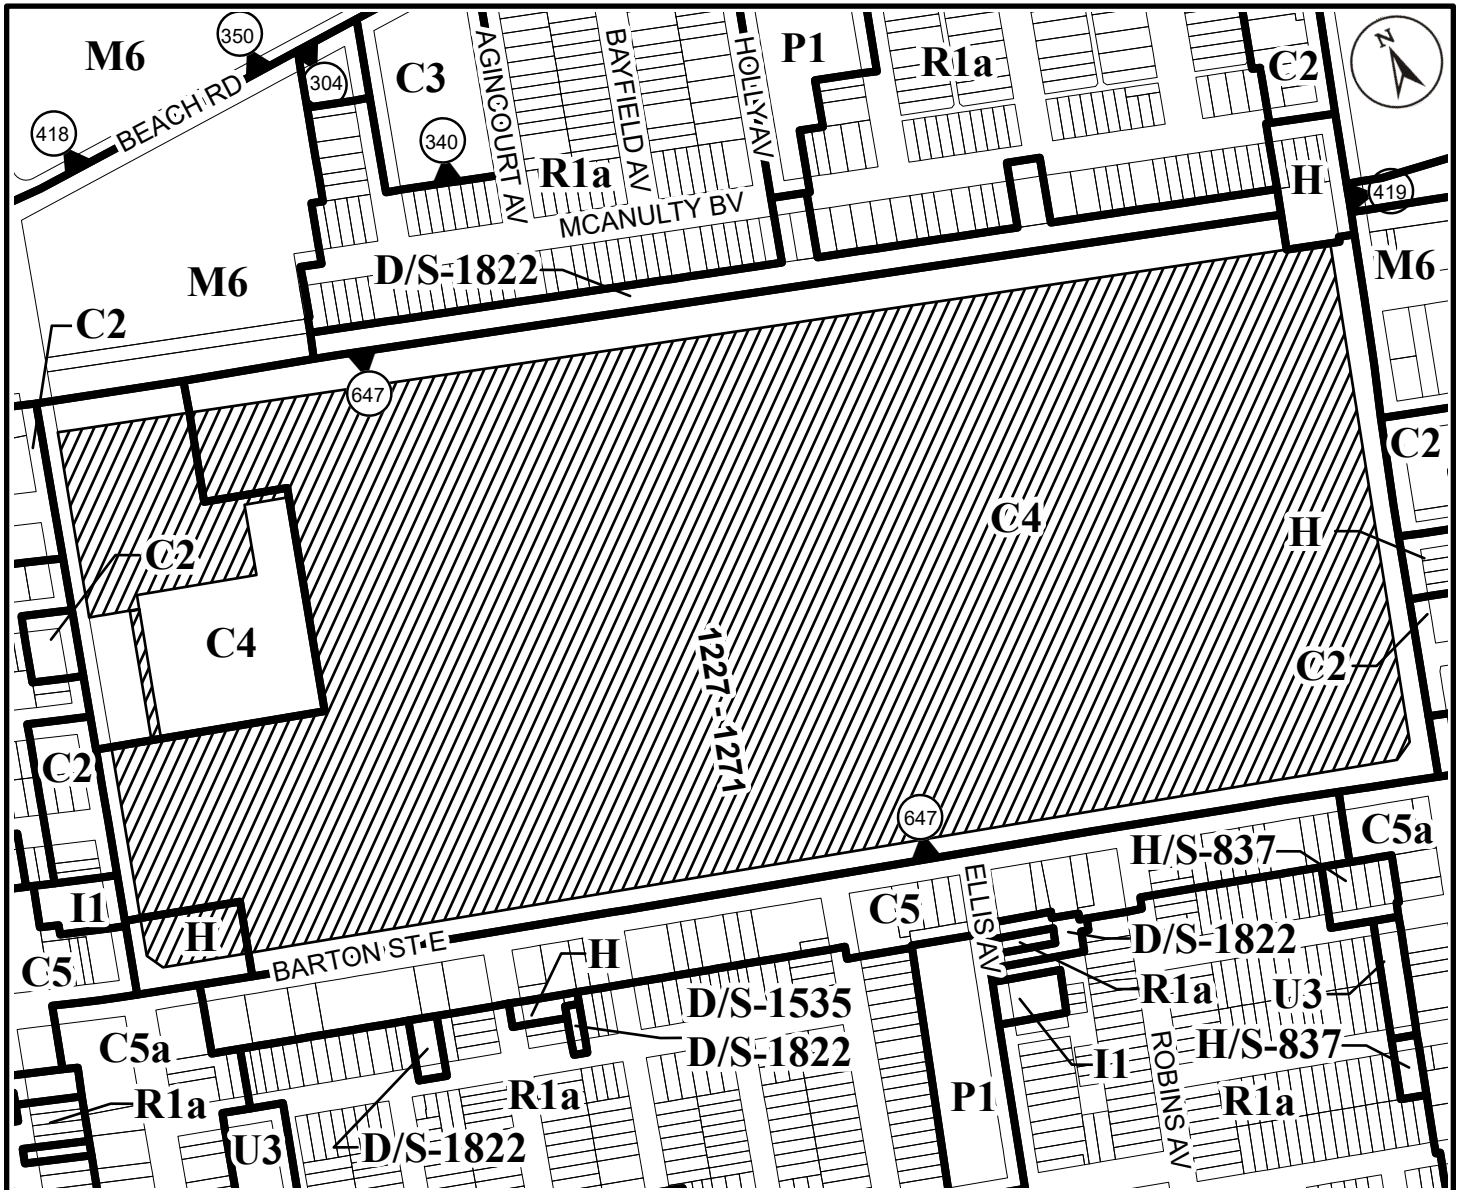 350
M6
304
C3
AGINCOURT AV
BAYFIELD AV
HOLLY AV
P1
R1a
C2
N
418
BEACH RD
340
R1a
H
419
MCANULTY BV
D/S-1822
M6
M6
C2
647
C2
C4
H
C2
C4
C2
1227-1271
C2
647
C5a
H/S-837
I1
C5
ELLIS AV
H
D/S-1822
BARTON ST E
H
C5
R1a
U3
D/S-1535
C5a
D/S-1822
H/S-837
I1
ROBINS AV
R1a
R1a
P1
R1a
U3
D/S-1822